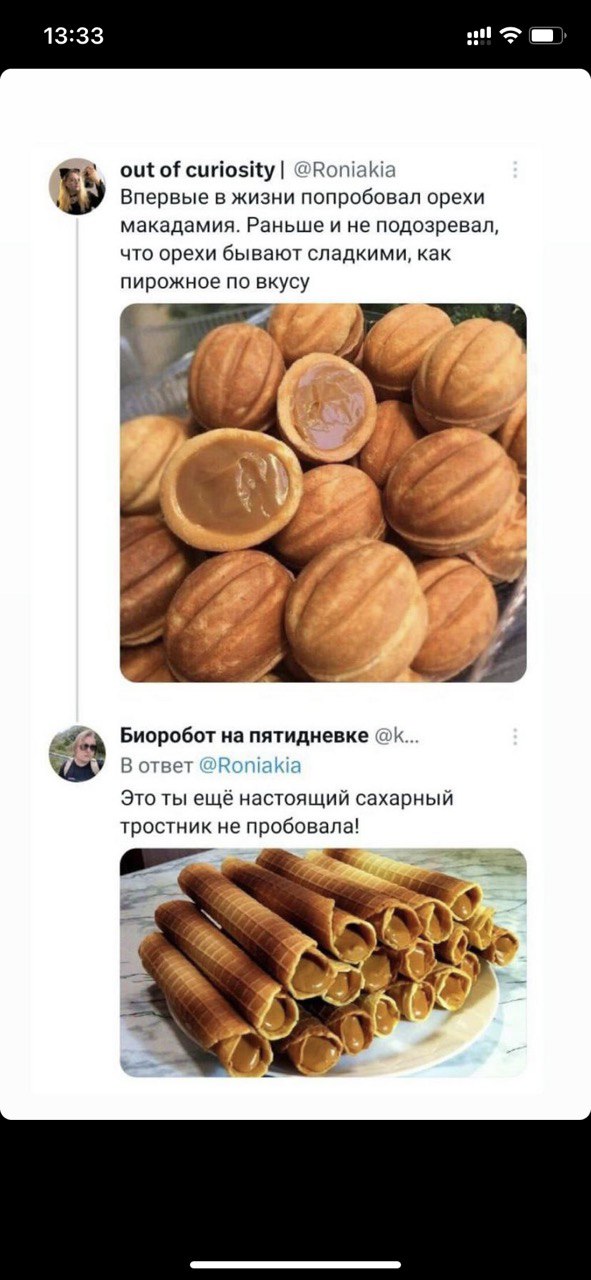 13:33
out of curiosity | @Roniakia
Впервые в жизни попробовал орехи
макадамия. Раньше и не подозревал,
что орехи бывают сладкими, как
пирожное по вкусу
Биоробот на пятидневке @k...
В ответ @Roniakia
Это ты ещё настоящий сахарный
тростник не пробовала!